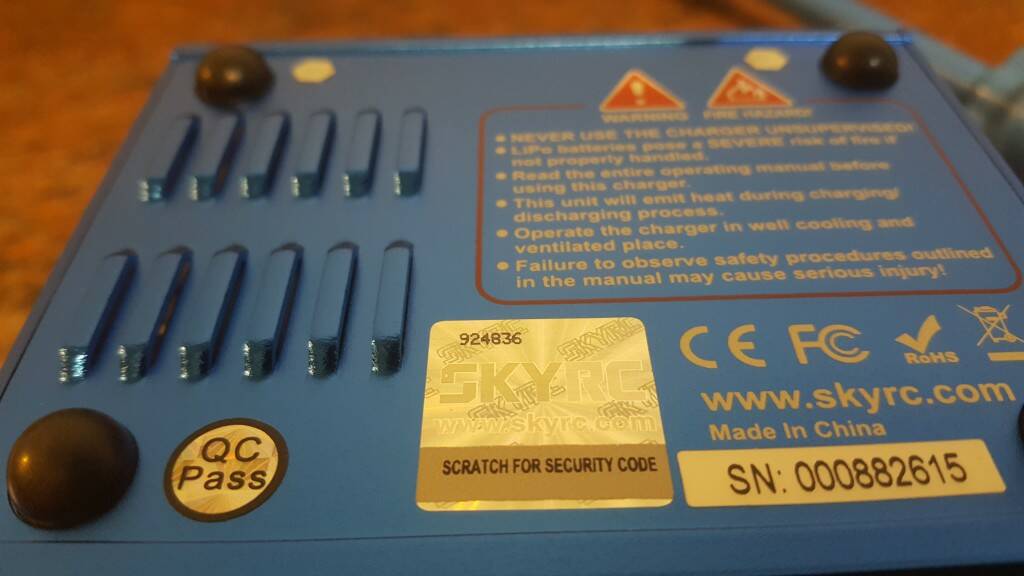 WARNING FIRE HAZARD!
• NEVER USE THE CHARGER UNSUPERVISED!
• LiPo batteries pose a SEVERE risk of fire if
not properly handled.
• Read the entire operating manual before
using this charger.
• This unit will emit heat during charging/
discharging process.
• Operate the charger in well cooling and
ventilated place.
• Failure to observe safety procedures outlined
in the manual may cause serious injury!
CE FC RoHS
www.skyrc.com
Made In China
SN: 000882615
924836
SKYRC
www.skyrc.com
SCRATCH FOR SECURITY CODE
QC
Pass